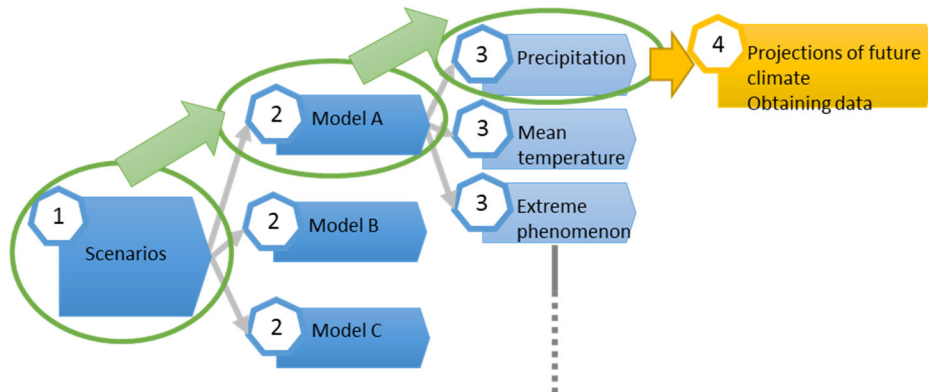 1
Scenarios
2
Model A
2
Model B
2
Model C
3
Precipitation
3
Mean
temperature
3
Extreme
phenomenon
4
Projections of future
climate
Obtaining data